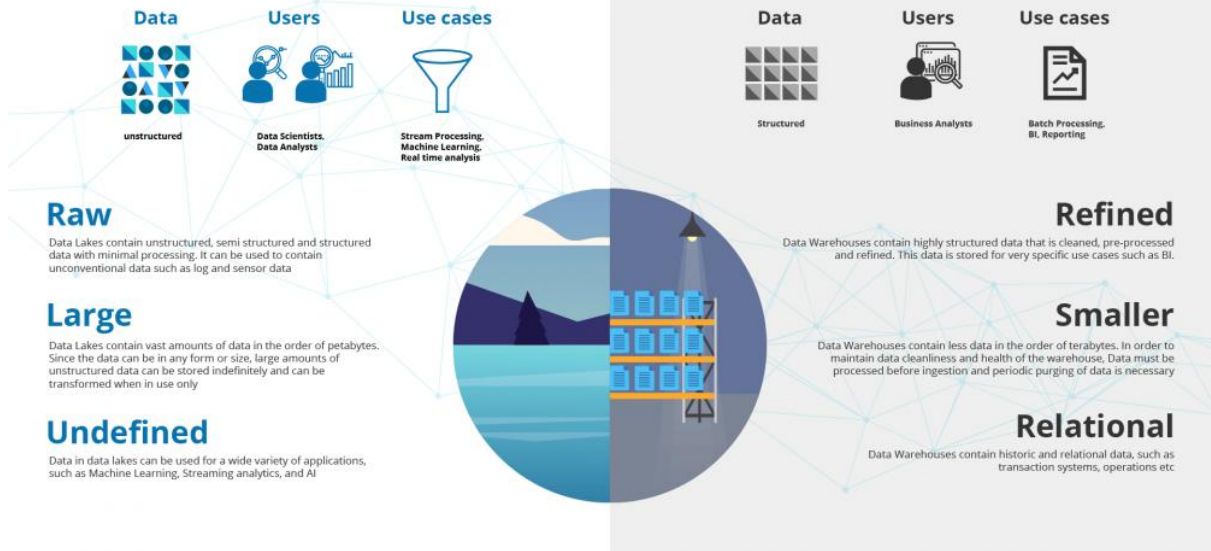 Data
Users
Use cases
unstructured
Data Scientists,
Data Analysts
Stream Processing,
Machine Learning,
Real time analysis
Raw
Data Lakes contain unstructured, semi structured and structured
data with minimal processing. It can be used to contain
unconventional data such as log and sensor data
Large
Data Lakes contain vast amounts of data in the order of petabytes.
Since the data can be in any form or size, large amounts of
unstructured data can be stored indefinitely and can be
transformed when in use only
Undefined
Data in data lakes can be used for a wide variety of applications,
such as Machine Learning, Streaming analytics, and AI
Data
Users
Use cases
Structured
Business Analysts
Batch Processing,
BI, Reporting
Refined
Data Warehouses contain highly structured data that is cleaned, pre-processed
and refined. This data is stored for very specific use cases such as BI.
Smaller
Data Warehouses contain less data in the order of terabytes. In order to
maintain data cleanliness and health of the warehouse, Data must be
processed before ingestion and periodic purging of data is necessary
Relational
Data Warehouses contain historic and relational data, such as
transaction systems, operations etc